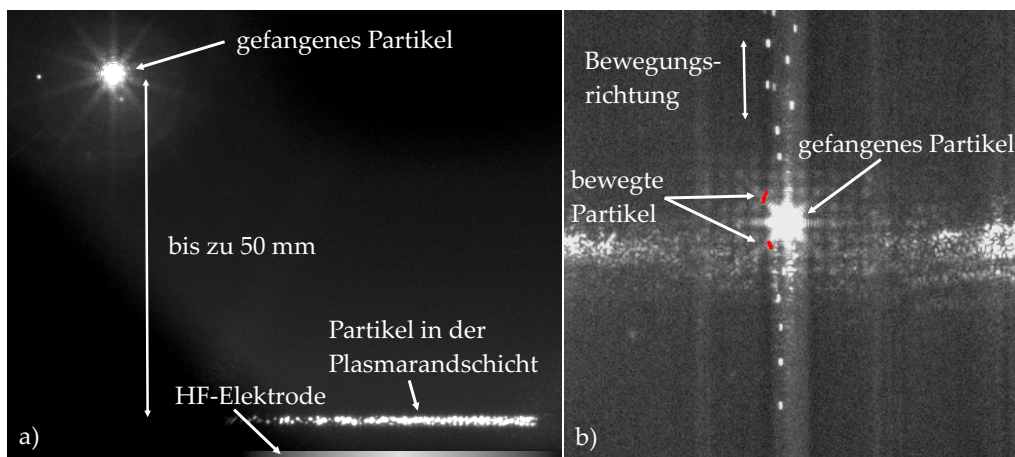 gefangenes Partikel
bis zu 50 mm
Partikel in der
Plasmarandschicht
HF-Elektrode
a)
Bewegungs-
richtung
gefangenes Partikel
bewegte
Partikel
b)